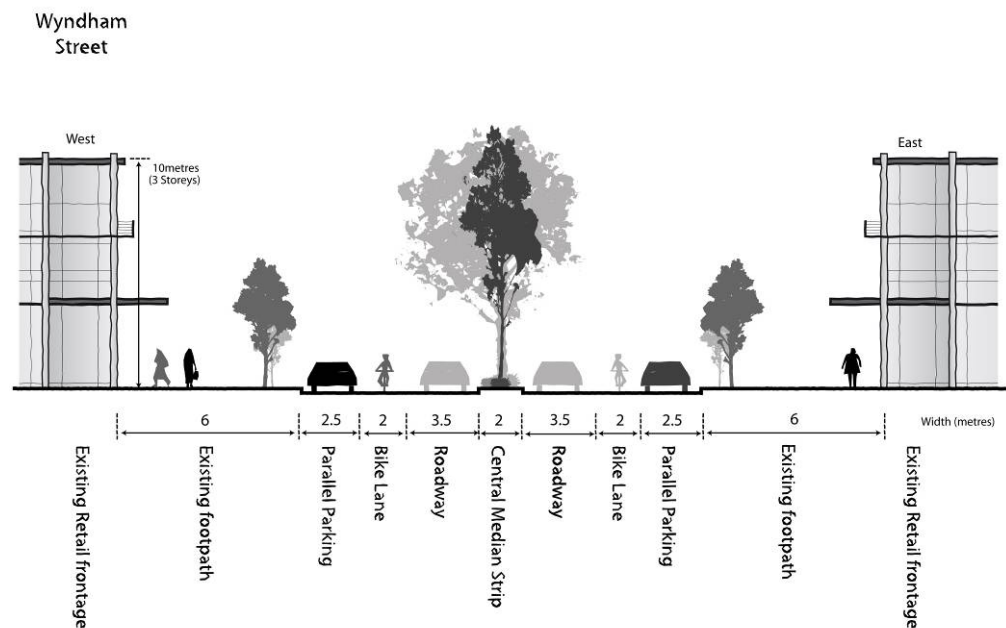 Wyndham
Street
West
East
10metres
(3 Storeys)
6
2.5
2
3.5
2
3.5
2
2.5
6
Width (metres)
Existing Retail frontage
Existing footpath
Parallel Parking
Bike Lane
Roadway
Central Median Strip
Roadway
Bike Lane
Parallel Parking
Existing footpath
Existing Retail frontage